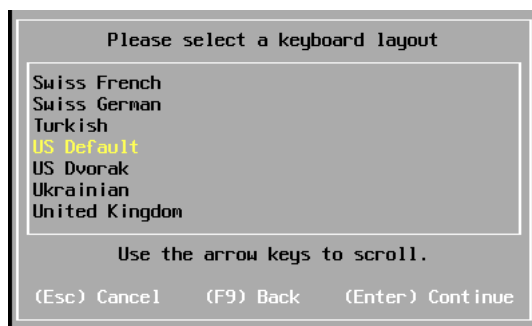 Please select a keyboard layout
Swiss French
Swiss German
Turkish
US Default
US Dvorak
Ukrainian
United Kingdom
Use the arrow keys to scroll.
(Esc) Cancel (F9) Back (Enter) Continue